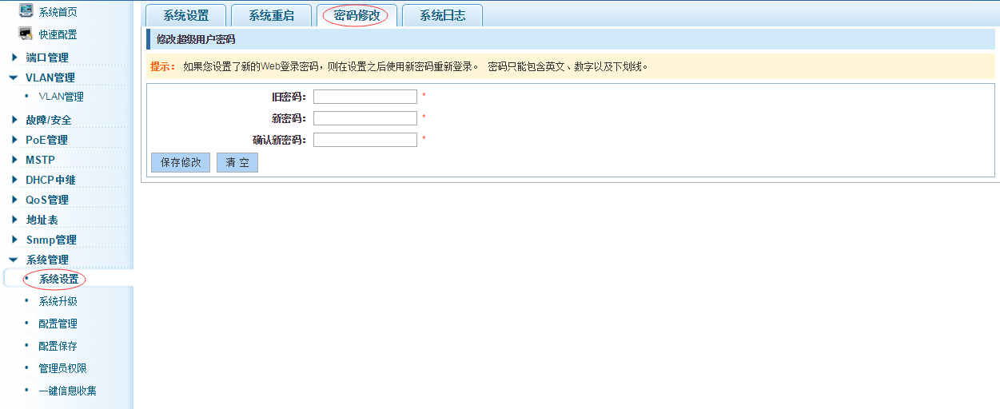 系统首页
快速配置
端口管理
VLAN管理
VLAN管理
故障/安全
PoE管理
MSTP
DHCP中继
QoS管理
地址表
Snmp管理
系统管理
系统设置
系统升级
配置管理
配置保存
管理员权限
一键信息收集
系统设置 系统重启 密码修改 系统日志
修改超级用户密码
提示： 如果您设置了新的Web登录密码，则在设置之后使用新密码重新登录。 密码只能包含英文、数字以及下划线。
旧密码： *
新密码： *
确认新密码： *
保存修改 清 空